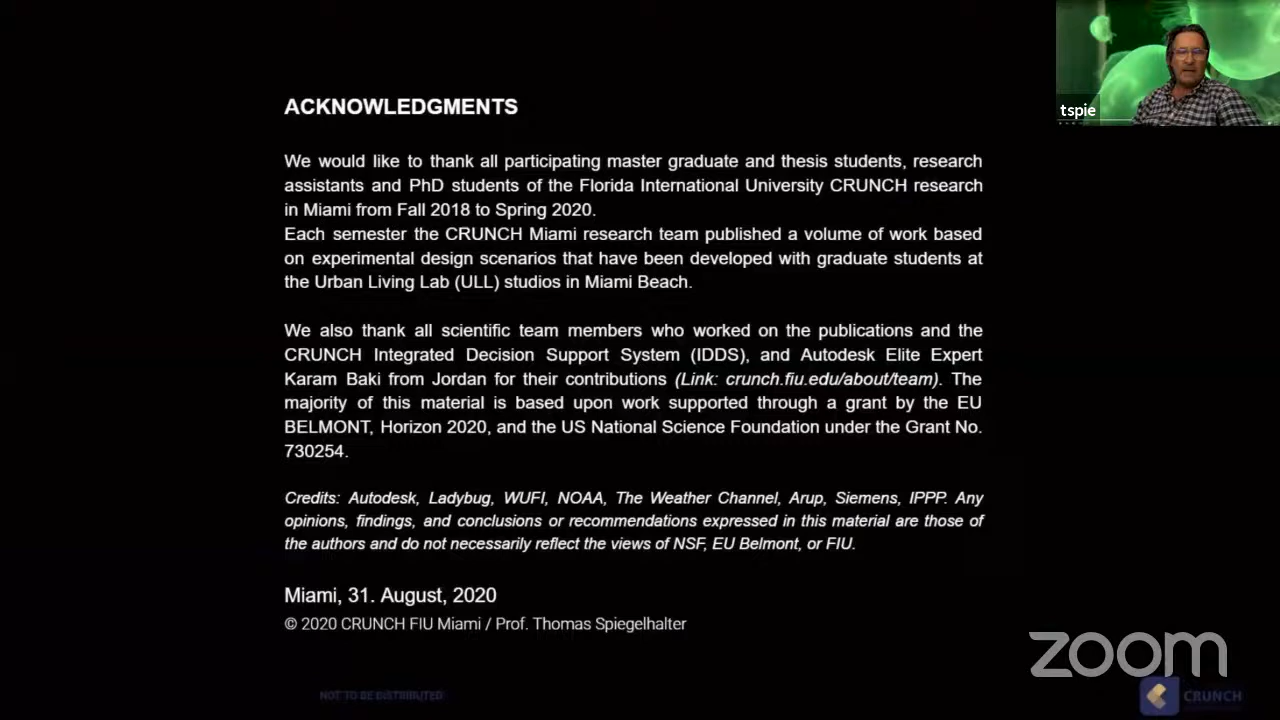 tspie
ACKNOWLEDGMENTS
We would like to thank all participating master graduate and thesis students, research
assistants and PhD students of the Florida International University CRUNCH research
in Miami from Fall 2018 to Spring 2020.
Each semester the CRUNCH Miami research team published a volume of work based
on experimental design scenarios that have been developed with graduate students at
the Urban Living Lab (ULL) studios in Miami Beach.
We also thank all scientific team members who worked on the publications and the
CRUNCH Integrated Decision Support System (IDDS), and Autodesk Elite Expert
Karam Baki from Jordan for their contributions (Link: crunch.fiu.edu/about/team). The
majority of this material is based upon work supported through a grant by the EU
BELMONT, Horizon 2020, and the US National Science Foundation under the Grant No.
730254.
Credits: Autodesk, Ladybug, WUFI, NOAA, The Weather Channel, Arup, Siemens, IPPP. Any
opinions, findings, and conclusions or recommendations expressed in this material are those of
the authors and do not necessarily reflect the views of NSF, EU Belmont, or FIU.
Miami, 31. August, 2020
© 2020 CRUNCH FIU Miami / Prof. Thomas Spiegelhalter
zoom
NOT TO BE DISTRIBUTED
CRUNCH